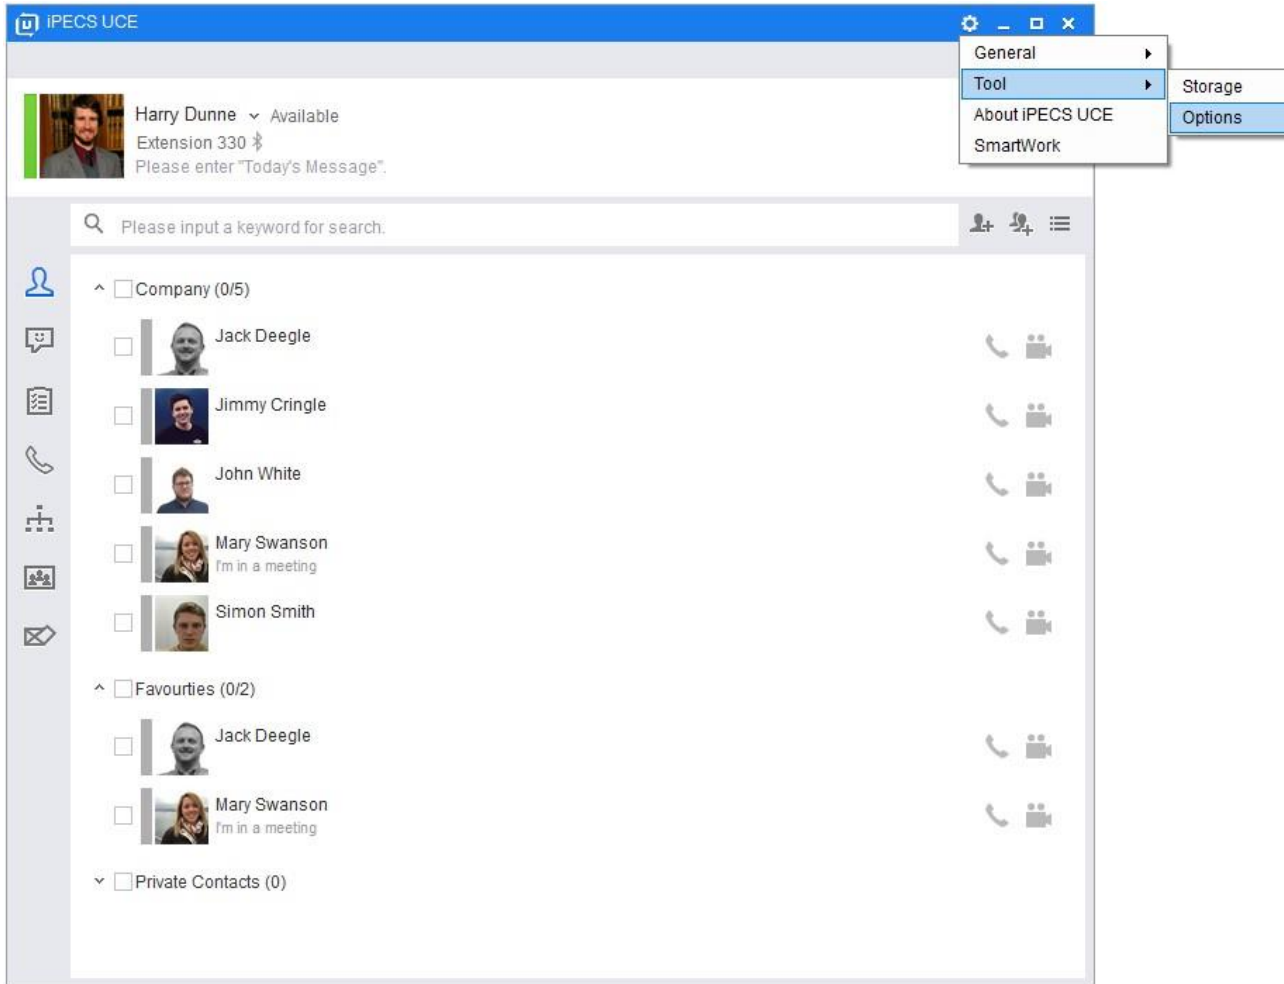 iPECS UCE
General
Tool
Storage
About iPECS UCE
Options
SmartWork
Harry Dunne Available
Extension 330
Please enter "Today's Message".
Please input a keyword for search.
Company (0/5)
Jack Deegle
Jimmy Cringle
John White
Mary Swanson
I'm in a meeting
Simon Smith
Favourties (0/2)
Jack Deegle
Mary Swanson
I'm in a meeting
Private Contacts (0)